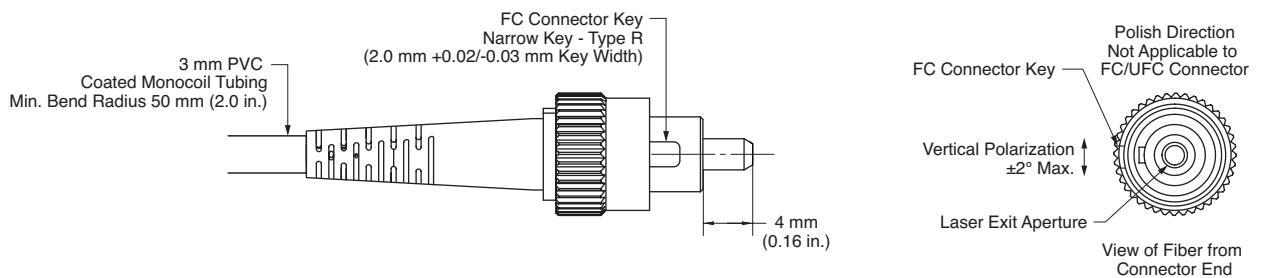 FC Connector Key
Narrow Key - Type R
(2.0 mm +0.02/-0.03 mm Key Width)
3 mm PVC
Coated Monocoil Tubing
Min. Bend Radius 50 mm (2.0 in.)
4 mm
(0.16 in.)
Polish Direction
Not Applicable to
FC/UFC Connector
FC Connector Key
Vertical Polarization
±2° Max.
Laser Exit Aperture
View of Fiber from
Connector End